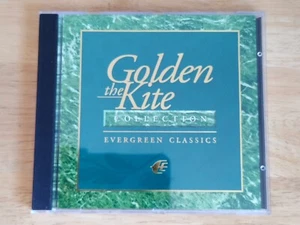 Golden
the Kite
COLLECTION
EVERGREEN CLASSICS